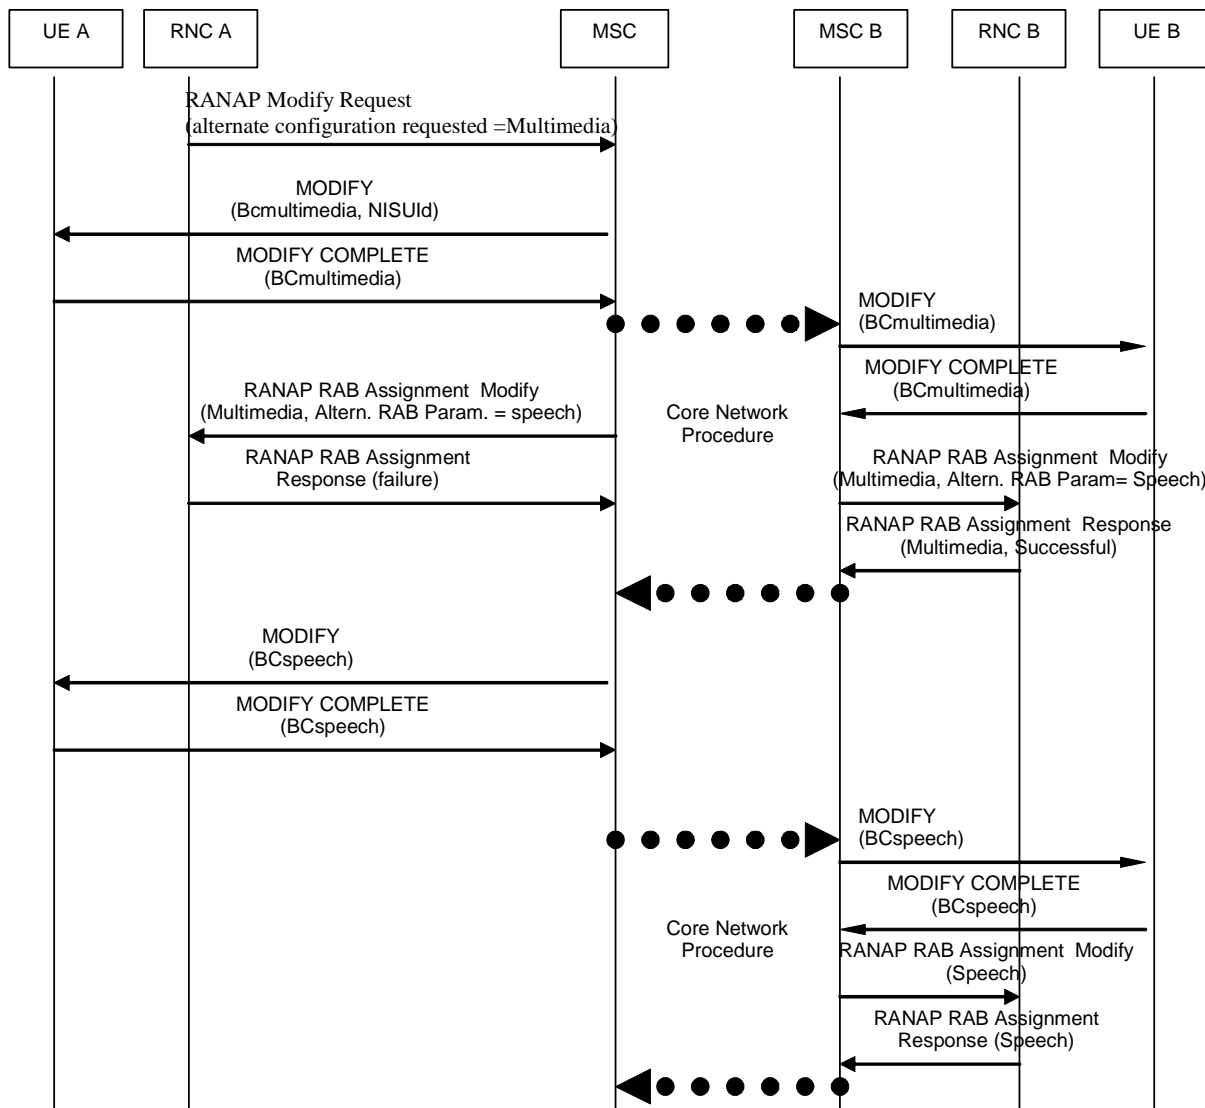 UE A
RNC A
MSC
MSC B
RNC B
UE B
RANAP Modify Request
(alternate configuration requested =Multimedia)
MODIFY
(Bcmultimedia, NISUId)
MODIFY COMPLETE
(BCmultimedia)
MODIFY
(BCmultimedia)
MODIFY COMPLETE
(BCmultimedia)
RANAP RAB Assignment Modify
(Multimedia, Altern. RAB Param. = speech)
Core Network
Procedure
RANAP RAB Assignment
Response (failure)
RANAP RAB Assignment Modify
(Multimedia, Altern. RAB Param= Speech)
RANAP RAB Assignment Response
(Multimedia, Successful)
MODIFY
(BCspeech)
MODIFY COMPLETE
(BCspeech)
MODIFY
(BCspeech)
MODIFY COMPLETE
(BCspeech)
Core Network
Procedure
RANAP RAB Assignment Modify
(Speech)
RANAP RAB Assignment
Response (Speech)